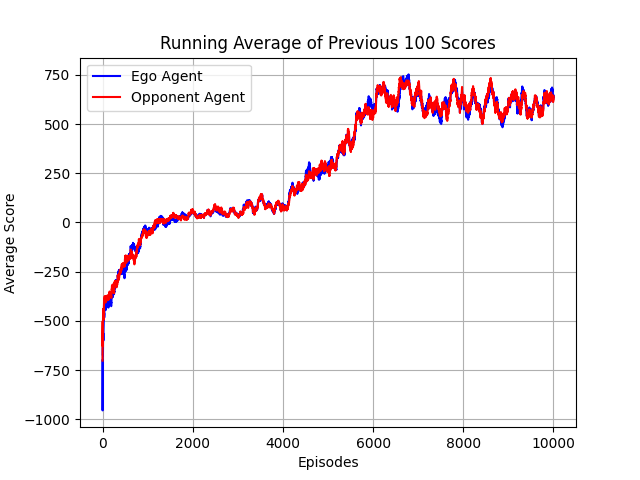 Running Average of Previous 100 Scores
Ego Agent
Opponent Agent
750
500
250
0
−250
−500
−750
−1000
Average Score
0 2000 4000 6000 8000 10000
Episodes